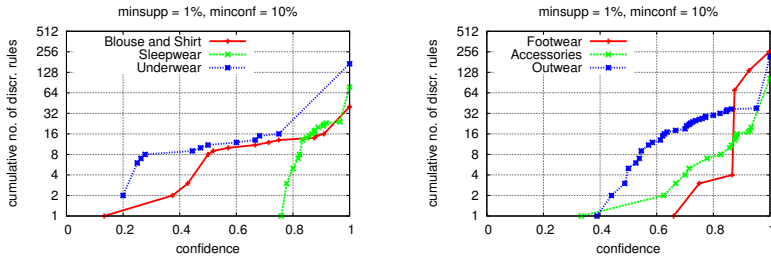 minsupp = 1%, minconf = 10%
cumulative no. of discr. rules
512
256
128
64
32
16
8
4
2
1
Blouse and Shirt
Sleepwear
Underwear
0 0.2 0.4 0.6 0.8 1
confidence
minsupp = 1%, minconf = 10%
cumulative no. of discr. rules
512
256
128
64
32
16
8
4
2
1
Footwear
Accessories
Outwear
0 0.2 0.4 0.6 0.8 1
confidence